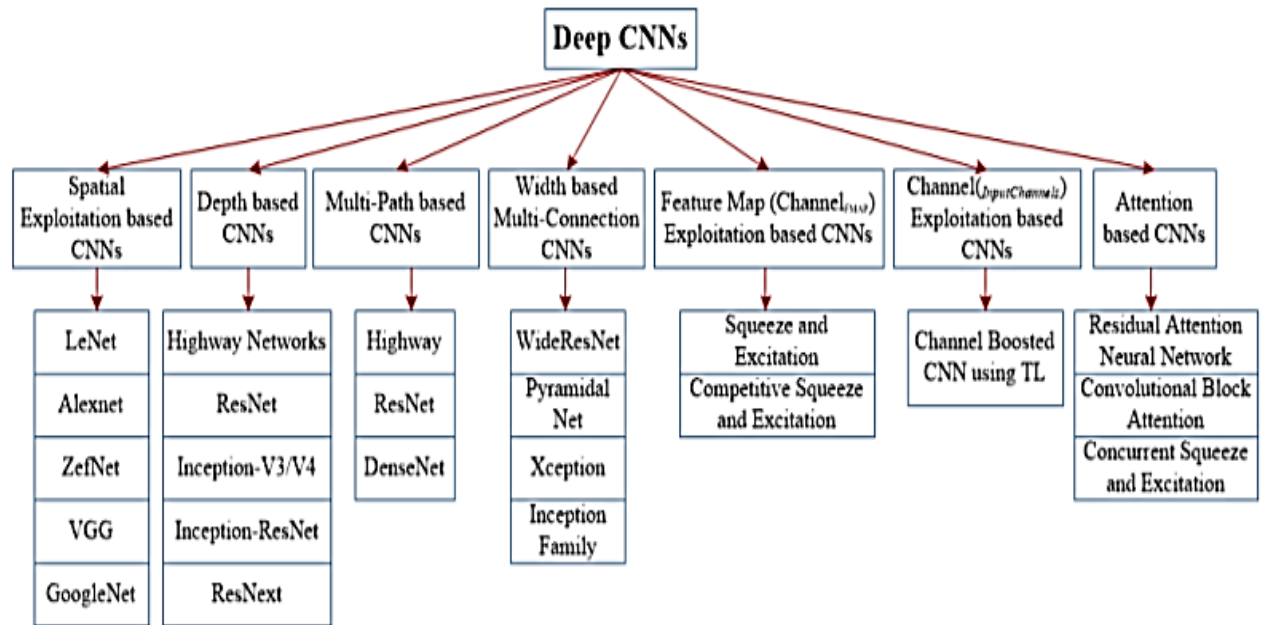 Deep CNNs
Spatial
Exploitation based
CNNs
Depth based
CNNs
Multi-Path based
CNNs
Width based
Multi-Connection
CNNs
Feature Map (Channel fMAP)
Exploitation based CNNs
Channel(InputChannels)
Exploitation based
CNNs
Attention
based CNNs
LeNet
Alexnet
ZefNet
VGG
GoogleNet
Highway Networks
ResNet
Inception-V3/V4
Inception-ResNet
ResNext
Highway
ResNet
DenseNet
WideResNet
Pyramidal
Net
Xception
Inception
Family
Squeeze and
Excitation
Competitive Squeeze
and Excitation
Channel Boosted
CNN using TL
Residual Attention
Neural Network
Convolutional Block
Attention
Concurrent Squeeze
and Excitation